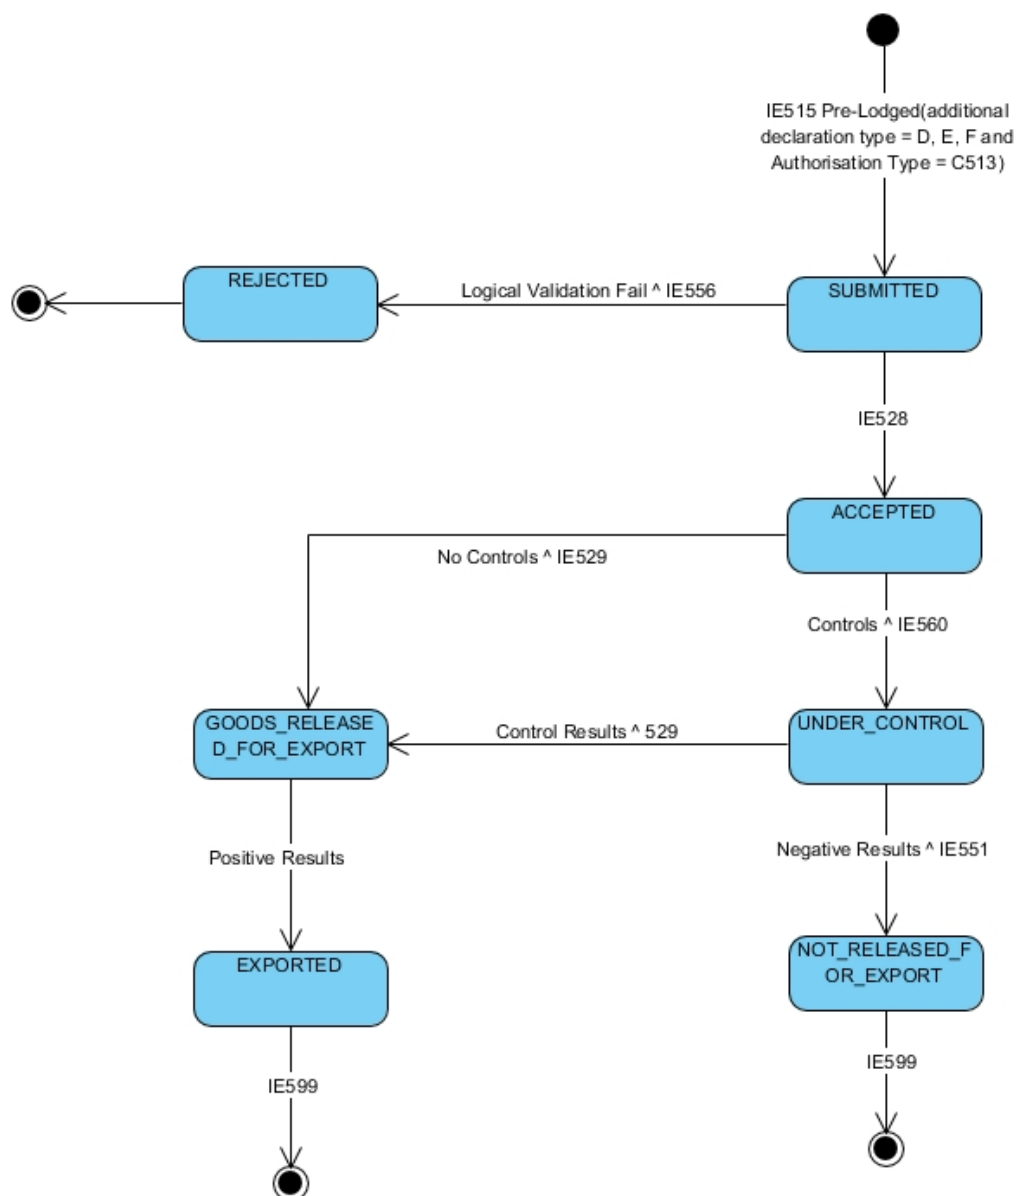 IE515 Pre-Lodged(additional
declaration type = D, E, F and
Authorisation Type = C513)
REJECTED
Logical Validation Fail ^ IE556
SUBMITTED
IE528
ACCEPTED
No Controls ^ IE529
Controls ^ IE560
GOODS_RELEASE
D_FOR_EXPORT
Control Results ^ 529
UNDER_CONTROL
Positive Results
Negative Results ^ IE551
EXPORTED
NOT_RELEASED_F
OR_EXPORT
IE599
IE599